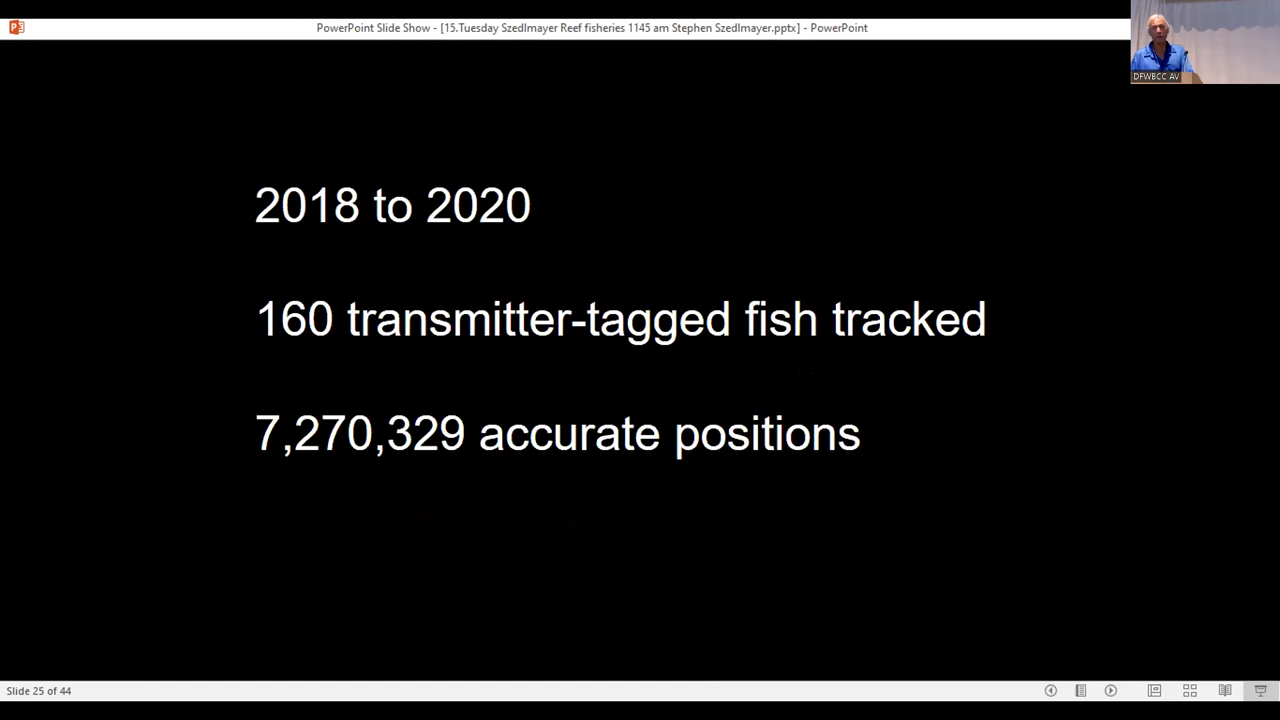 PowerPoint Slide Show - [15.Tuesday Szedlmayer Reef fisheries 1145 am Stephen Szedlmayer.pptx] - PowerPoint
DFWBCC AV
2018 to 2020
160 transmitter-tagged fish tracked
7,270,329 accurate positions
Slide 25 of 44